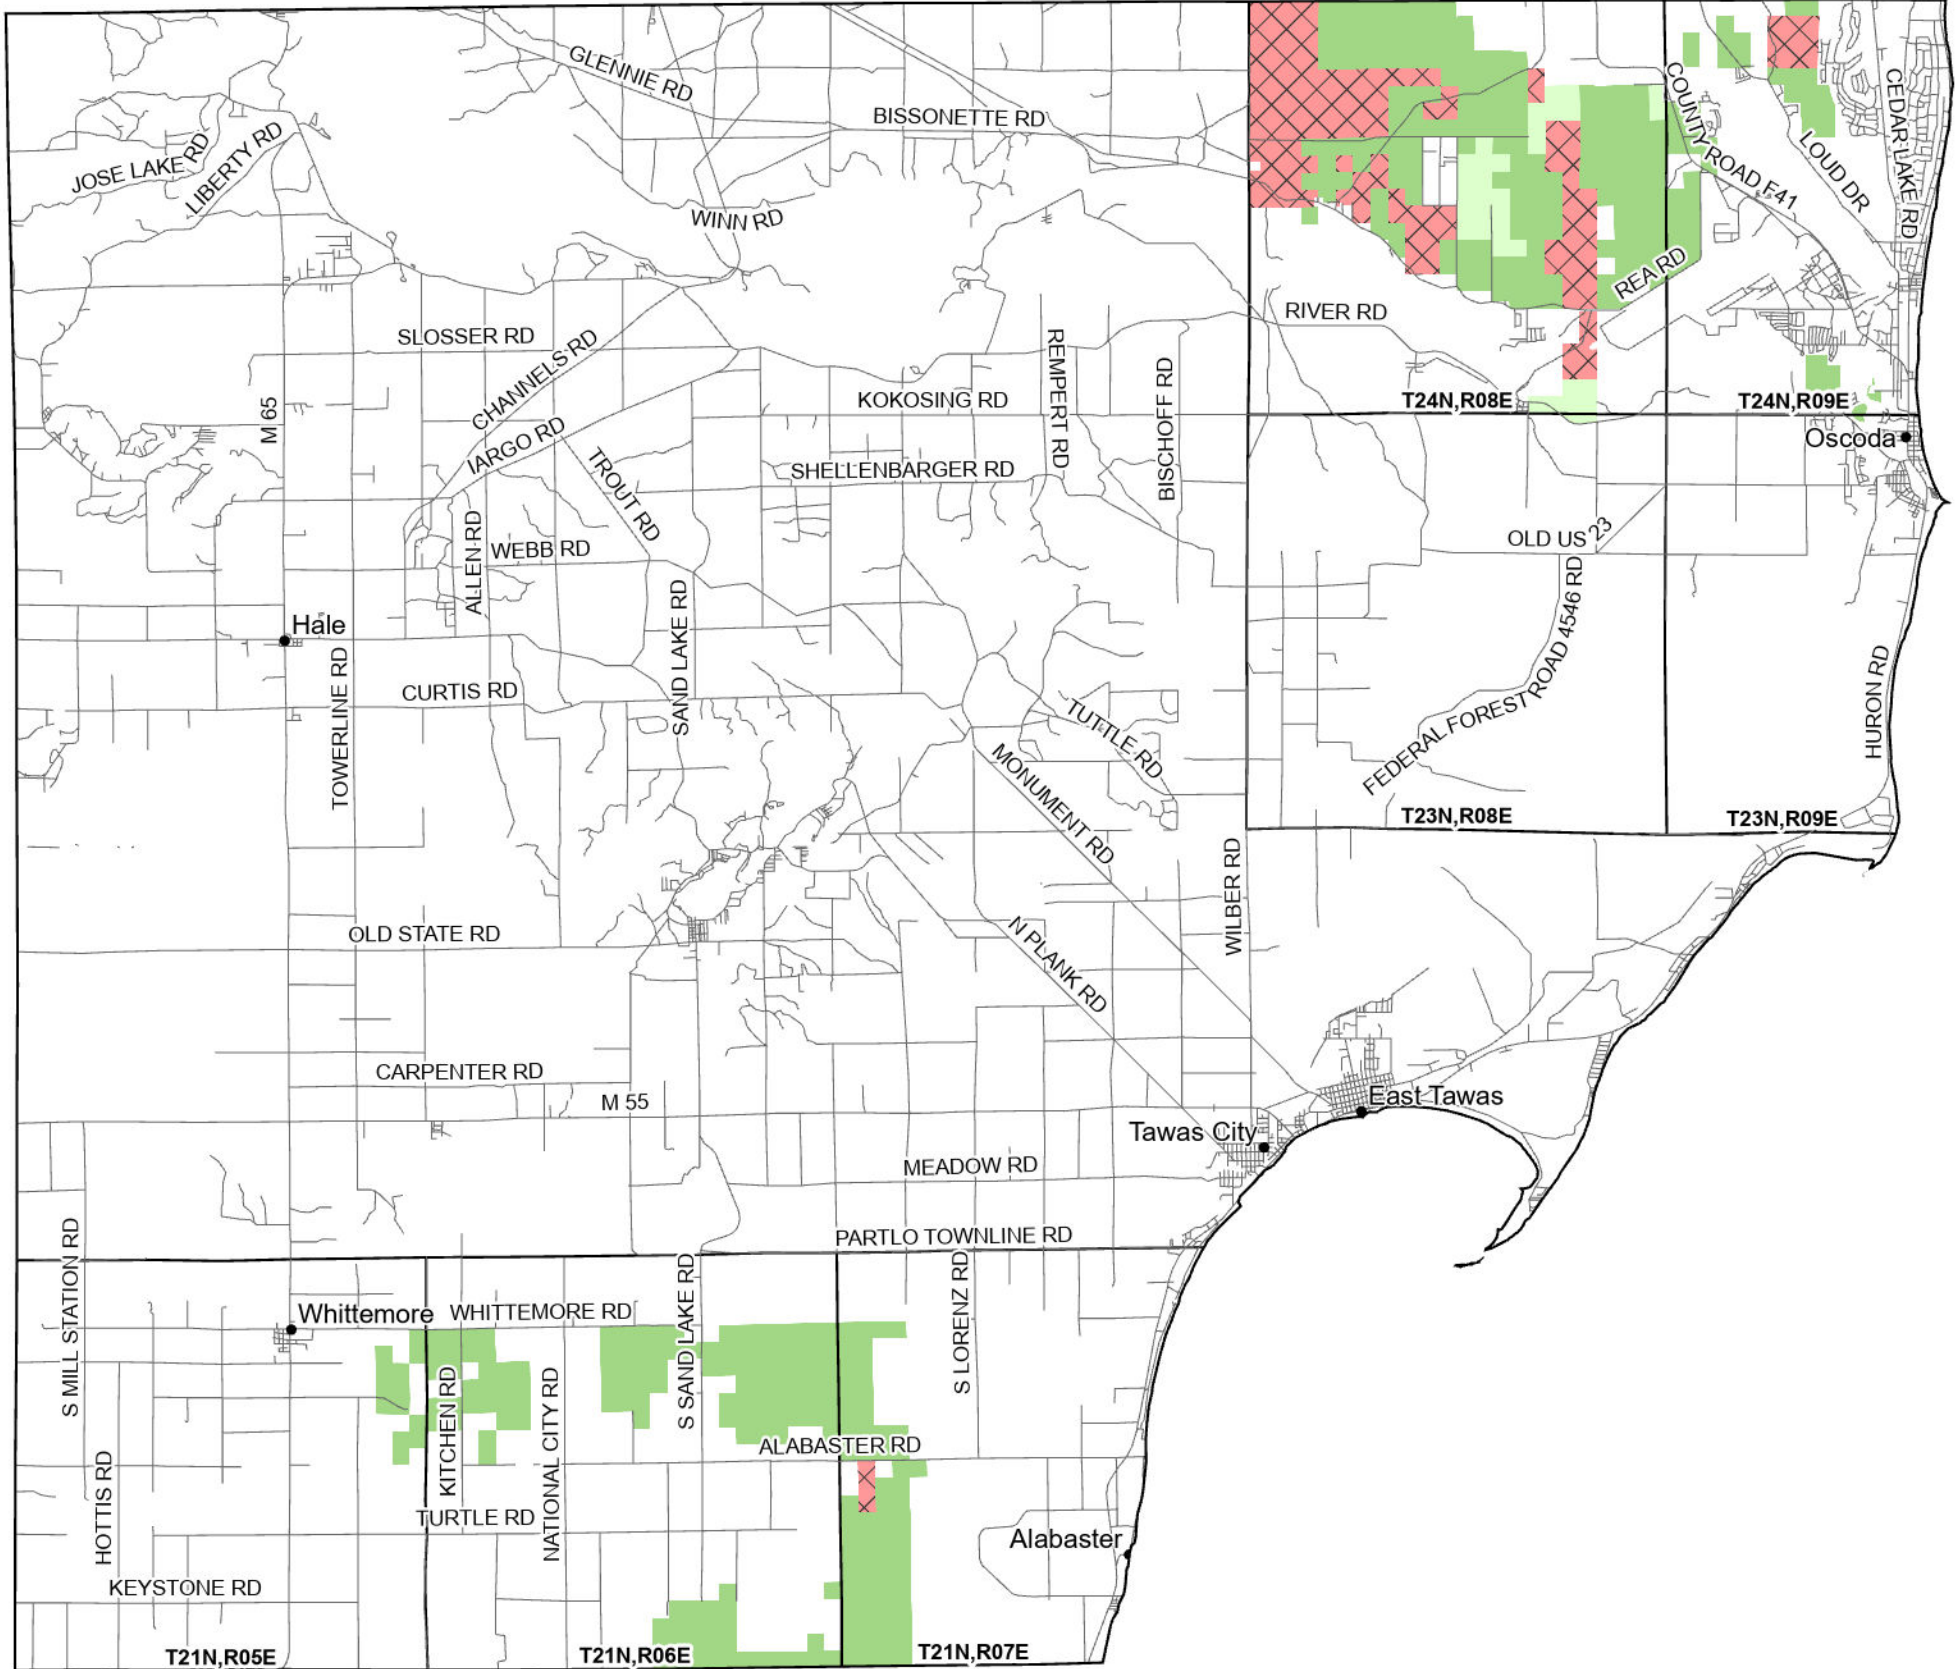 GLENNIE RD
BISSONETTE RD
COUNTY ROAD F41
CEDAR LAKE RD
LOUD DR
JOSE LAKE RD
LIBERTY RD
WINN RD
REA RD
RIVER RD
SLOSSER RD
CHANNELS RD
REMPERT RD
BISCHOFF RD
M 65
KOKOSING RD
T24N,R08E
T24N,R09E
IARGO RD
Oscoda
TROUT RD
SHELLENBARGER RD
ALLEN RD
WEBB RD
OLD US 23
Hale
SAND LAKE RD
FEDERAL FOREST ROAD 4546 RD
HURON RD
TOWERLINE RD
CURTIS RD
TUTTLE RD
MONUMENT RD
T23N,R08E
T23N,R09E
WILBER RD
OLD STATE RD
N PLANK RD
CARPENTER RD
M 55
East Tawas
Tawas City
MEADOW RD
S MILL STATION RD
PARTLO TOWNLINE RD
S SAND LAKE RD
S LORENZ RD
Whittemore
WHITTEMORE RD
KITCHEN RD
NATIONAL CITY RD
ALABASTER RD
HOTTIS RD
TURTLE RD
Alabaster
KEYSTONE RD
T21N,R05E
T21N,R06E
T21N,R07E